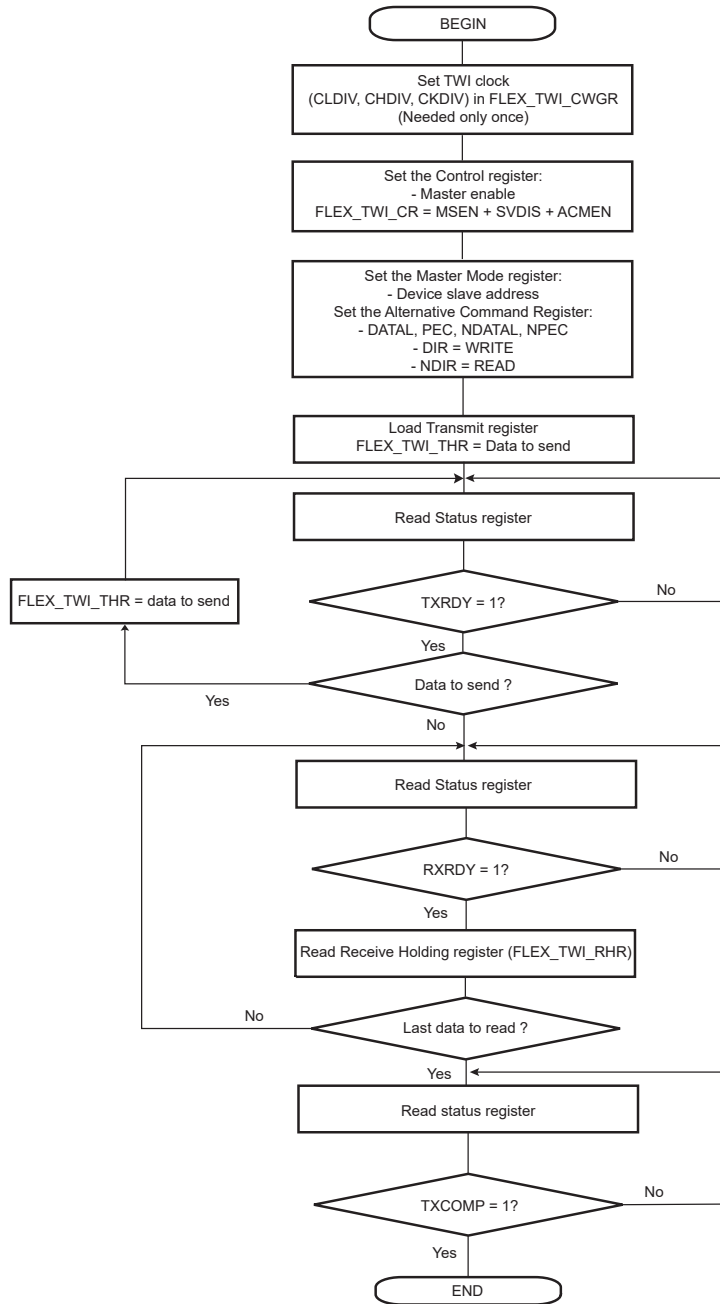 BEGIN
Set TWI clock
(CLDIV, CHDIV, CKDIV) in FLEX_TWI_CWGR
(Needed only once)
Set the Control register:
- Master enable
FLEX_TWI_CR = MSEN + SVDIS + ACMEN
Set the Master Mode register:
- Device slave address
Set the Alternative Command Register:
- DATAL, PEC, NDATAL, NPEC
- DIR = WRITE
- NDIR = READ
Load Transmit register
FLEX_TWI_THR = Data to send
Read Status register
FLEX_TWI_THR = data to send
TXRDY = 1?
No
Yes
Data to send ?
Yes
No
Read Status register
RXRDY = 1?
No
Yes
Read Receive Holding register (FLEX_TWI_RHR)
No
Last data to read ?
Yes
Read status register
TXCOMP = 1?
No
Yes
END